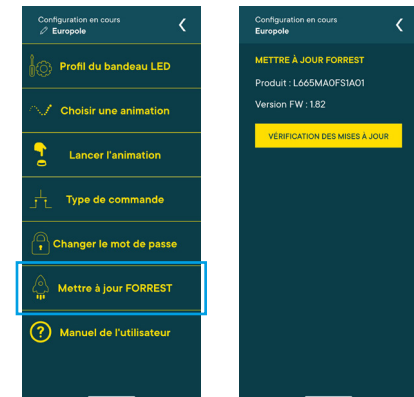 Configuration en cours
Europole
Profil du bandeau LED
Choisir une animation
Lancer l'animation
Type de commande
Changer le mot de passe
Mettre à jour FORREST
Manuel de l'utilisateur
Configuration en cours
Europole
METTRE À JOUR FORREST
Produit : L665MA0FS1A01
Version FW : 1.82
VÉRIFICATION DES MISES À JOUR